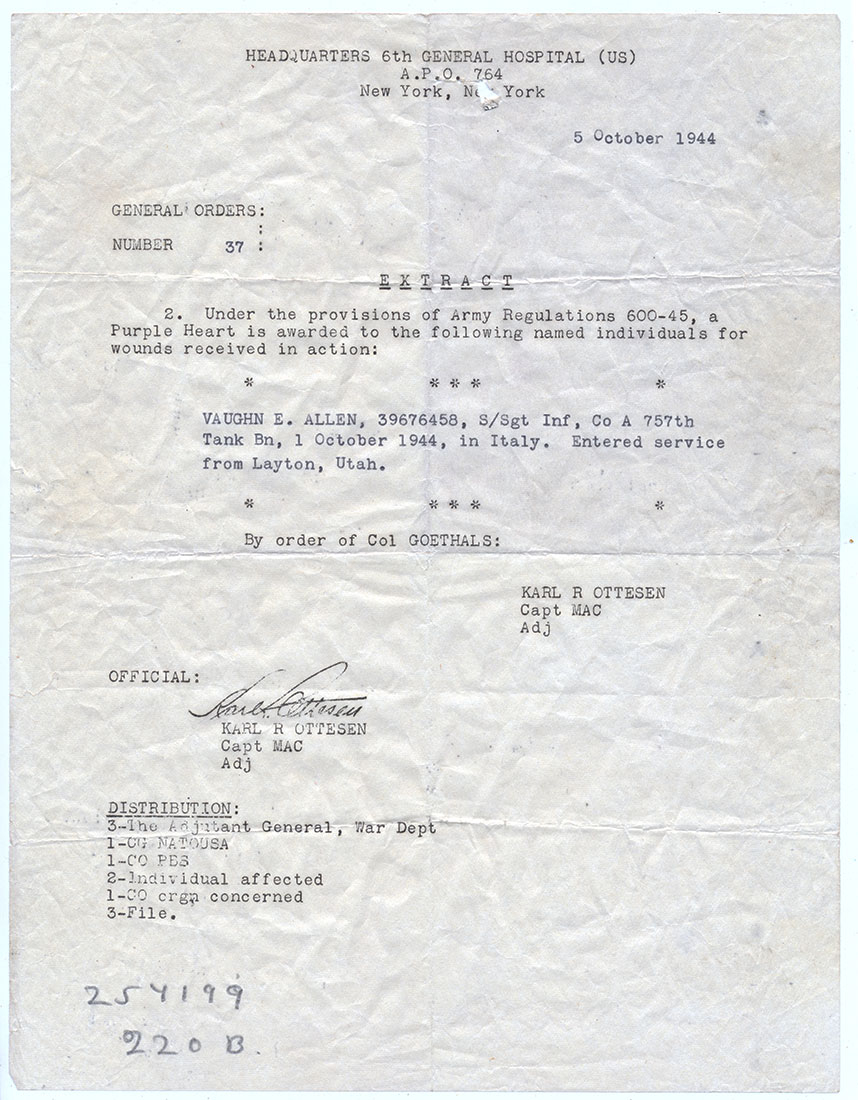 HEADQUARTERS 6th GENERAL HOSPITAL (US)
A.P.O. 764
New York, New York
5 October 1944
GENERAL ORDERS:
:
NUMBER 37 :
E X T R A C T
2. Under the provisions of Army Regulations 600-45, a
Purple Heart is awarded to the following named individuals for
wounds received in action:
* * * * *
VAUGHN E. ALLEN, 39676458, S/Sgt Inf, Co A 757th
Tank Bn, 1 October 1944, in Italy. Entered service
from Layton, Utah.
* * * * *
By order of Col GOETHALS:
KARL R OTTESEN
Capt MAC
Adj
OFFICIAL:
Karl R Ottesen
KARL R OTTESEN
Capt MAC
Adj
DISTRIBUTION:
3-The Adjutant General, War Dept
1-CG NATOUSA
1-CO PBS
2-Individual affected
1-CO orgn concerned
3-File.
254199
220 B.